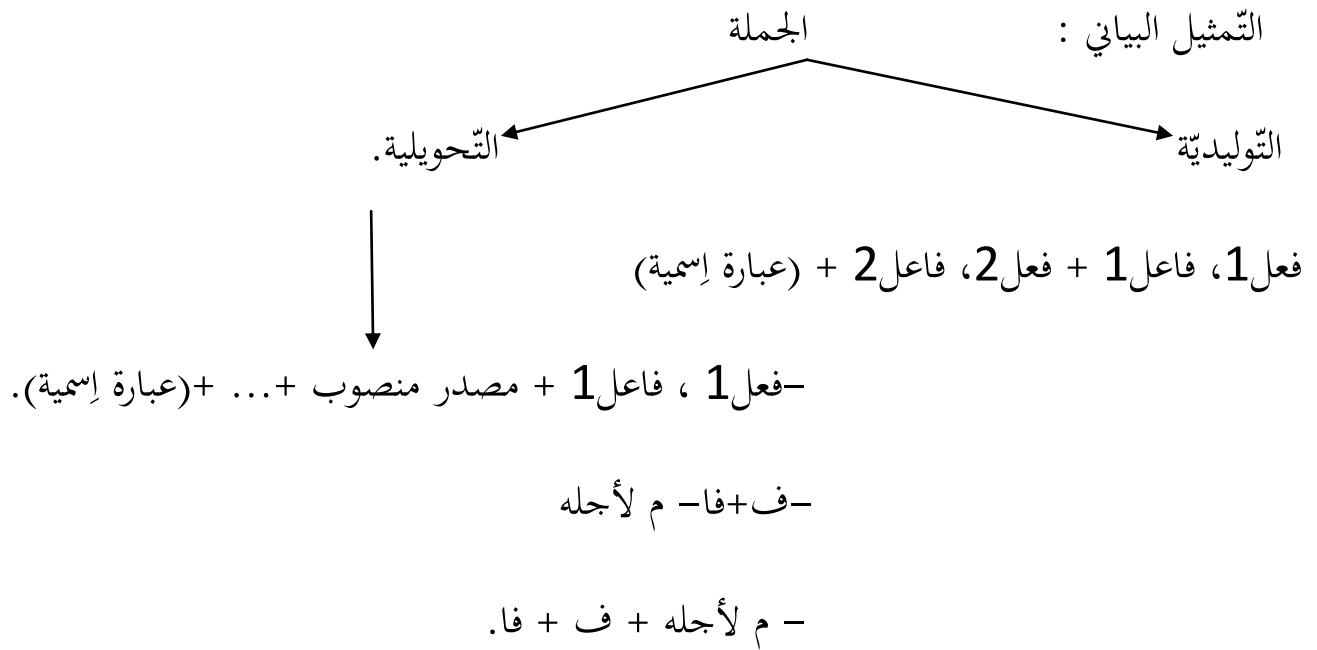 التّمثيل البياني : الجملة
التّوليديّة التّحويلية.
فعل1، فاعل1 + فعل2، فاعل2 + (عبارة اِسمية)
–فعل1 ، فاعل1 + مصدر منصوب +... +(عبارة اِسمية).
–ف+فا– م لأجله
– م لأجله + ف + فا.